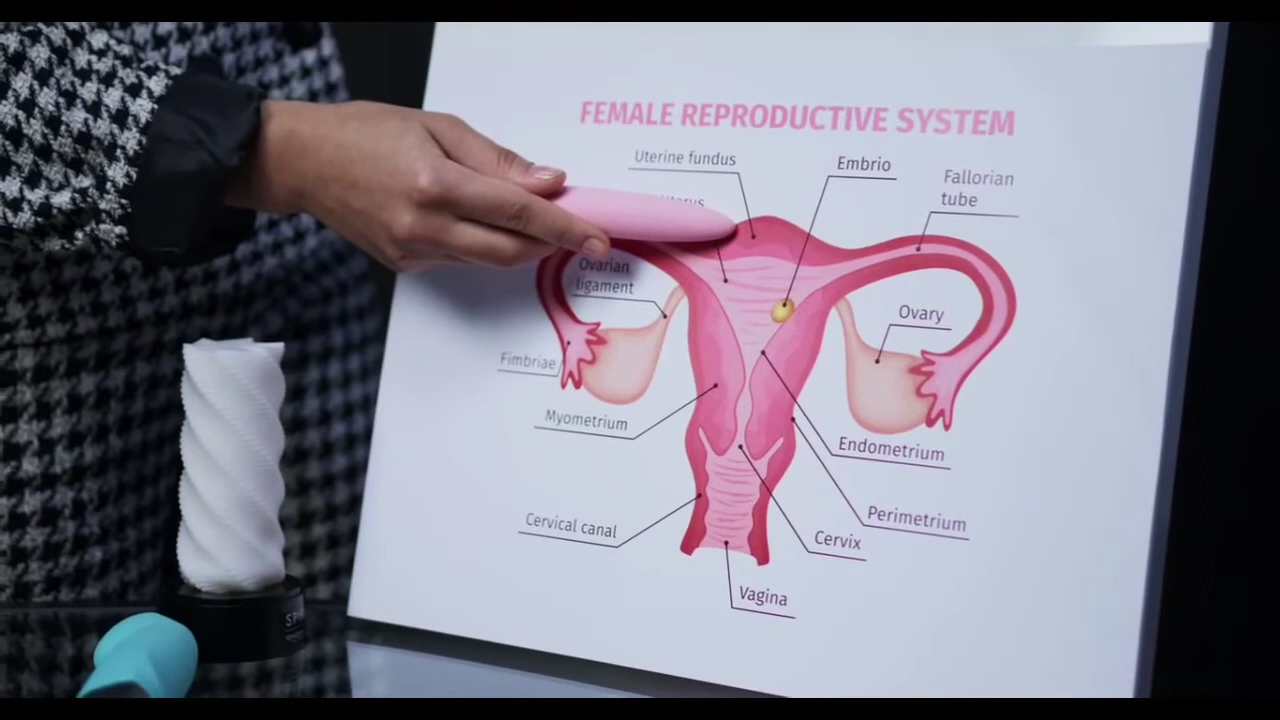 FEMALE REPRODUCTIVE SYSTEM
Uterine fundus
Embrio
Fallorian
tube
Ovarian
ligament
Ovary
Fimbriae
Myometrium
Endometrium
Perimetrium
Cervical canal
Cervix
Vagina